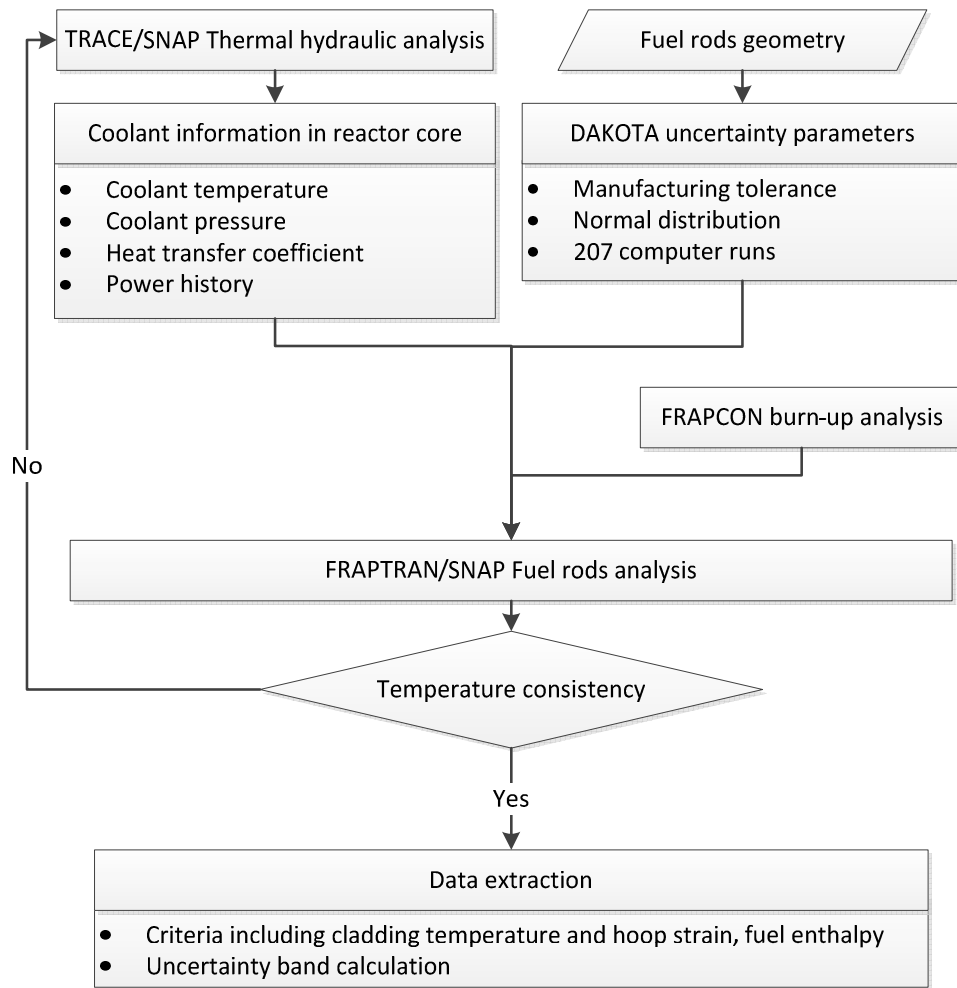 TRACE/SNAP Thermal hydraulic analysis
Fuel rods geometry
Coolant information in reactor core
• Coolant temperature
• Coolant pressure
• Heat transfer coefficient
• Power history
DAKOTA uncertainty parameters
• Manufacturing tolerance
• Normal distribution
• 207 computer runs
FRAPCON burn-up analysis
No
FRAPTRAN/SNAP Fuel rods analysis
Temperature consistency
Yes
Data extraction
• Criteria including cladding temperature and hoop strain, fuel enthalpy
• Uncertainty band calculation